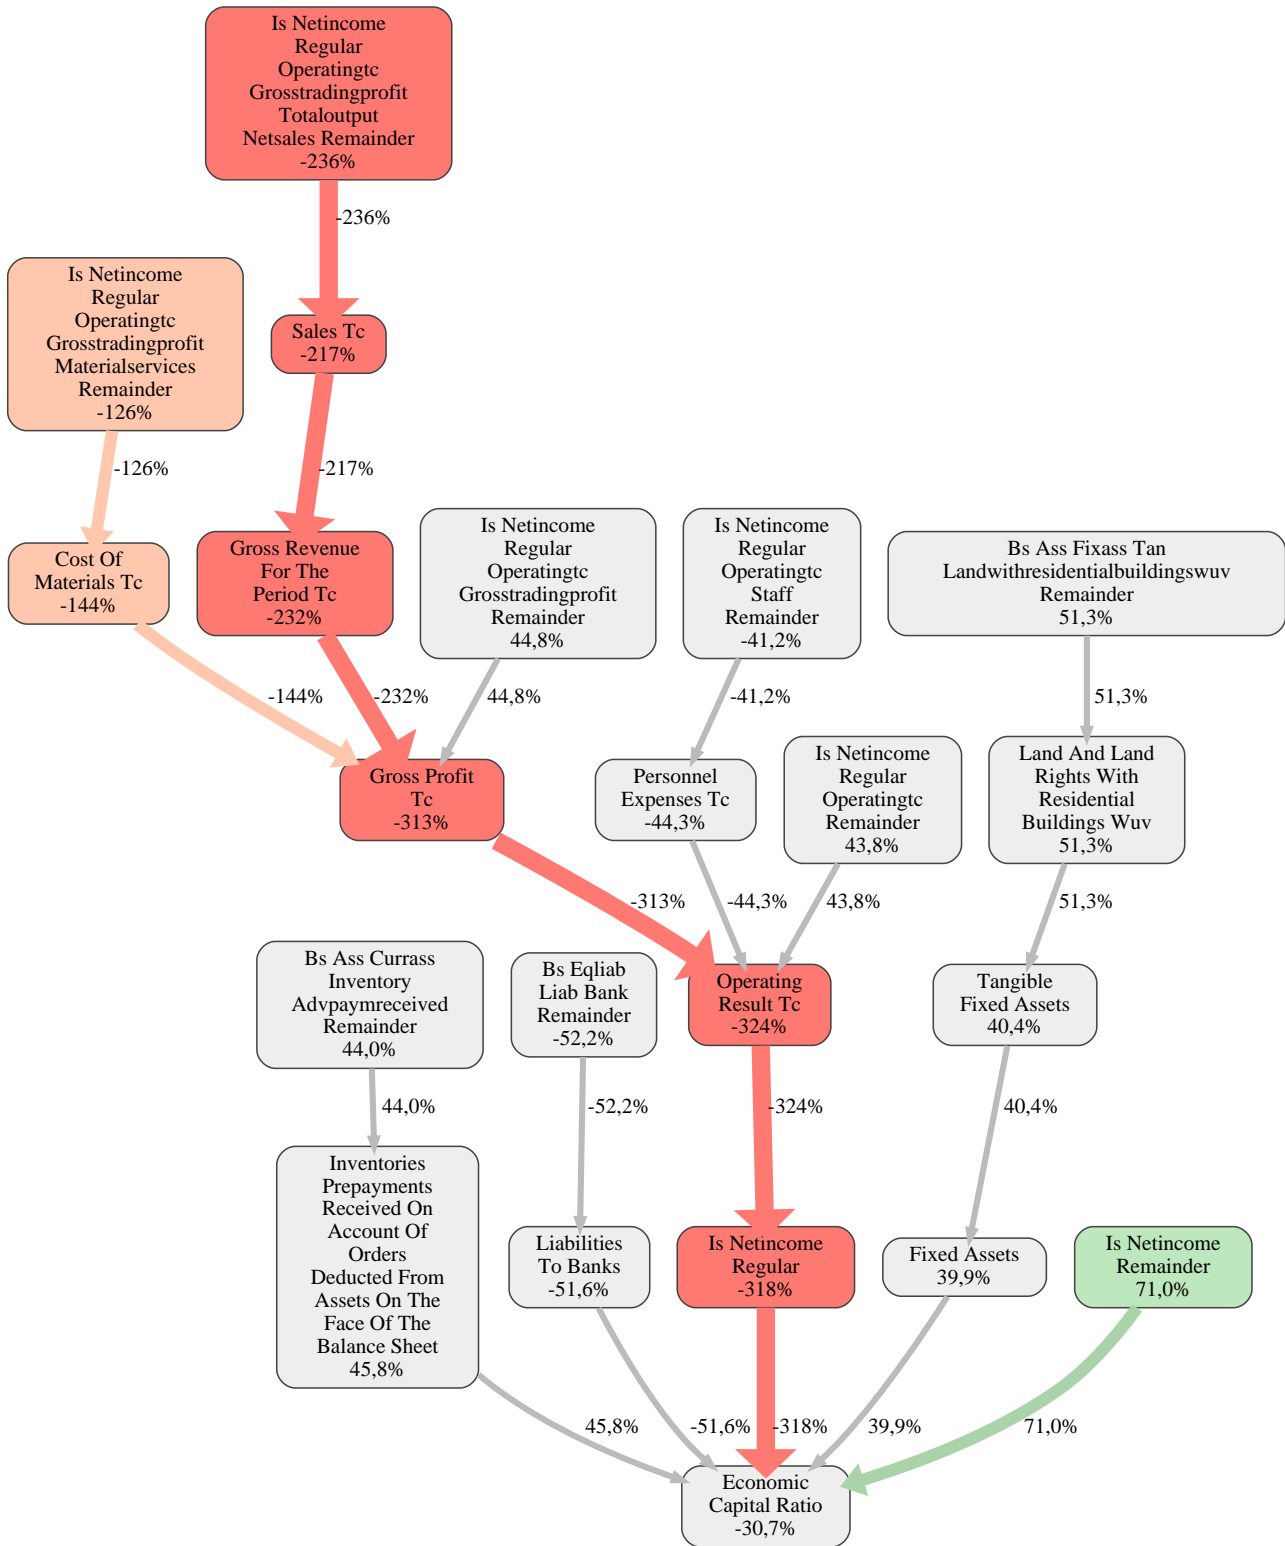 Is Netincome
Regular
Operatingtc
Grosstradingprofit
Totaloutput
Netsales Remainder
-236%
-236%
Is Netincome
Regular
Operatingtc
Grosstradingprofit
Materialservices
Remainder
-126%
Sales Tc
-217%
-126%
-217%
Cost Of
Materials Tc
-144%
Gross Revenue
For The
Period Tc
-232%
Is Netincome
Regular
Operatingtc
Grosstradingprofit
Remainder
44,8%
Is Netincome
Regular
Operatingtc
Staff
Remainder
-41,2%
Bs Ass Fixass Tan
Landwithresidentialbuildingswuv
Remainder
51,3%
-144%
-232%
44,8%
-41,2%
51,3%
Gross Profit
Tc
-313%
Personnel
Expenses Tc
-44,3%
Is Netincome
Regular
Operatingtc
Remainder
43,8%
Land And Land
Rights With
Residential
Buildings Wuv
51,3%
-313%
-44,3%
43,8%
51,3%
Bs Ass Currass
Inventory
Advpaymreceived
Remainder
44,0%
Bs Eqliab
Liab Bank
Remainder
-52,2%
Operating
Result Tc
-324%
Tangible
Fixed Assets
40,4%
44,0%
-52,2%
-324%
40,4%
Inventories
Prepayments
Received On
Account Of
Orders
Deducted From
Assets On The
Face Of The
Balance Sheet
45,8%
Liabilities
To Banks
-51,6%
Is Netincome
Regular
-318%
Fixed Assets
39,9%
Is Netincome
Remainder
71,0%
45,8%
-51,6%
-318%
39,9%
71,0%
Economic
Capital Ratio
-30,7%